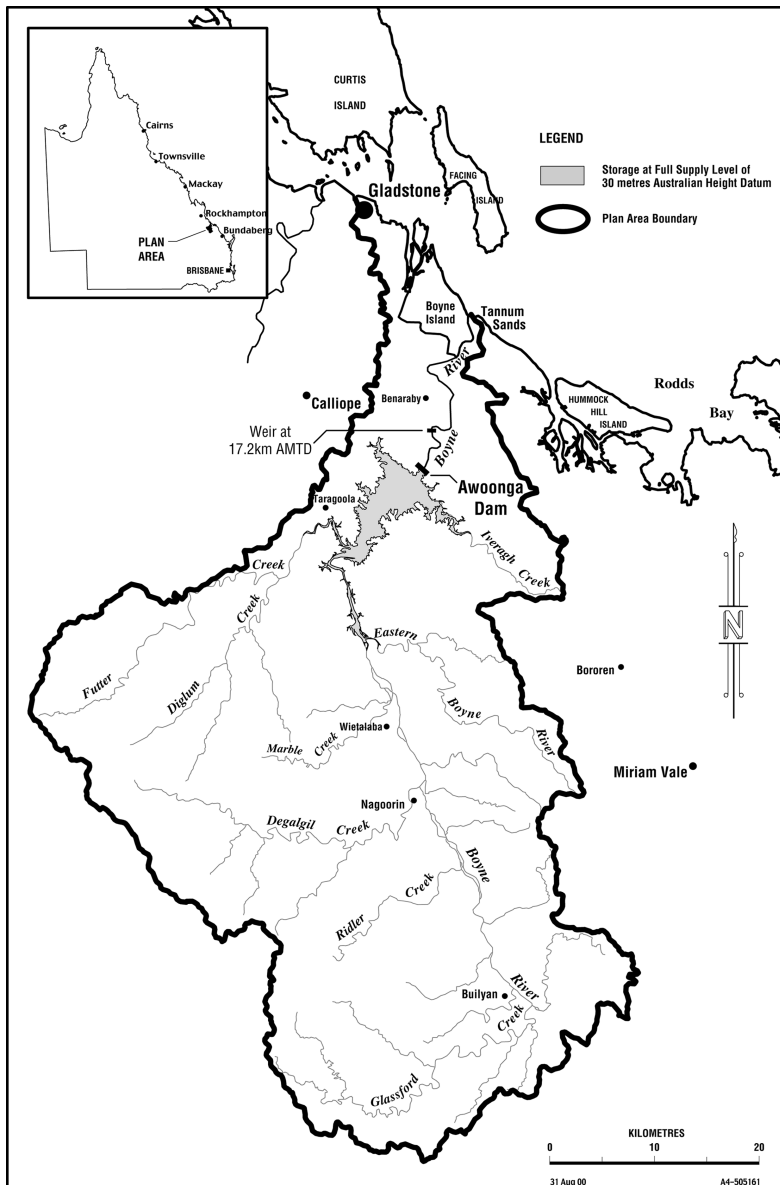 Cairns
Townsville
Mackay
Rockhampton
PLAN
AREA
Bundaberg
BRISBANE
CURTIS
ISLAND
FACING
ISLAND
Gladstone
LEGEND
Storage at Full Supply Level of
30 metres Australian Height Datum
Plan Area Boundary
Boyne
Island
Tannum
Sands
River
Boyne
HUMMOCK
HILL
ISLAND
Rodds
Bay
Calliope
Benaraby
Weir at
17.2km AMTD
Awoonga
Dam
Taragoola
Iveragh
Creek
Creek
Creek
Futter
Diglum
Eastern
Boyne
River
N
Bororen
Marble
Creek
Wietalaba
Miriam Vale
Nagoorin
Degalgil
Creek
Boyne
Ridler
Creek
Builyan
River
Creek
Glassford
KILOMETRES
0 10 20
31 Aug 00 A4–505161